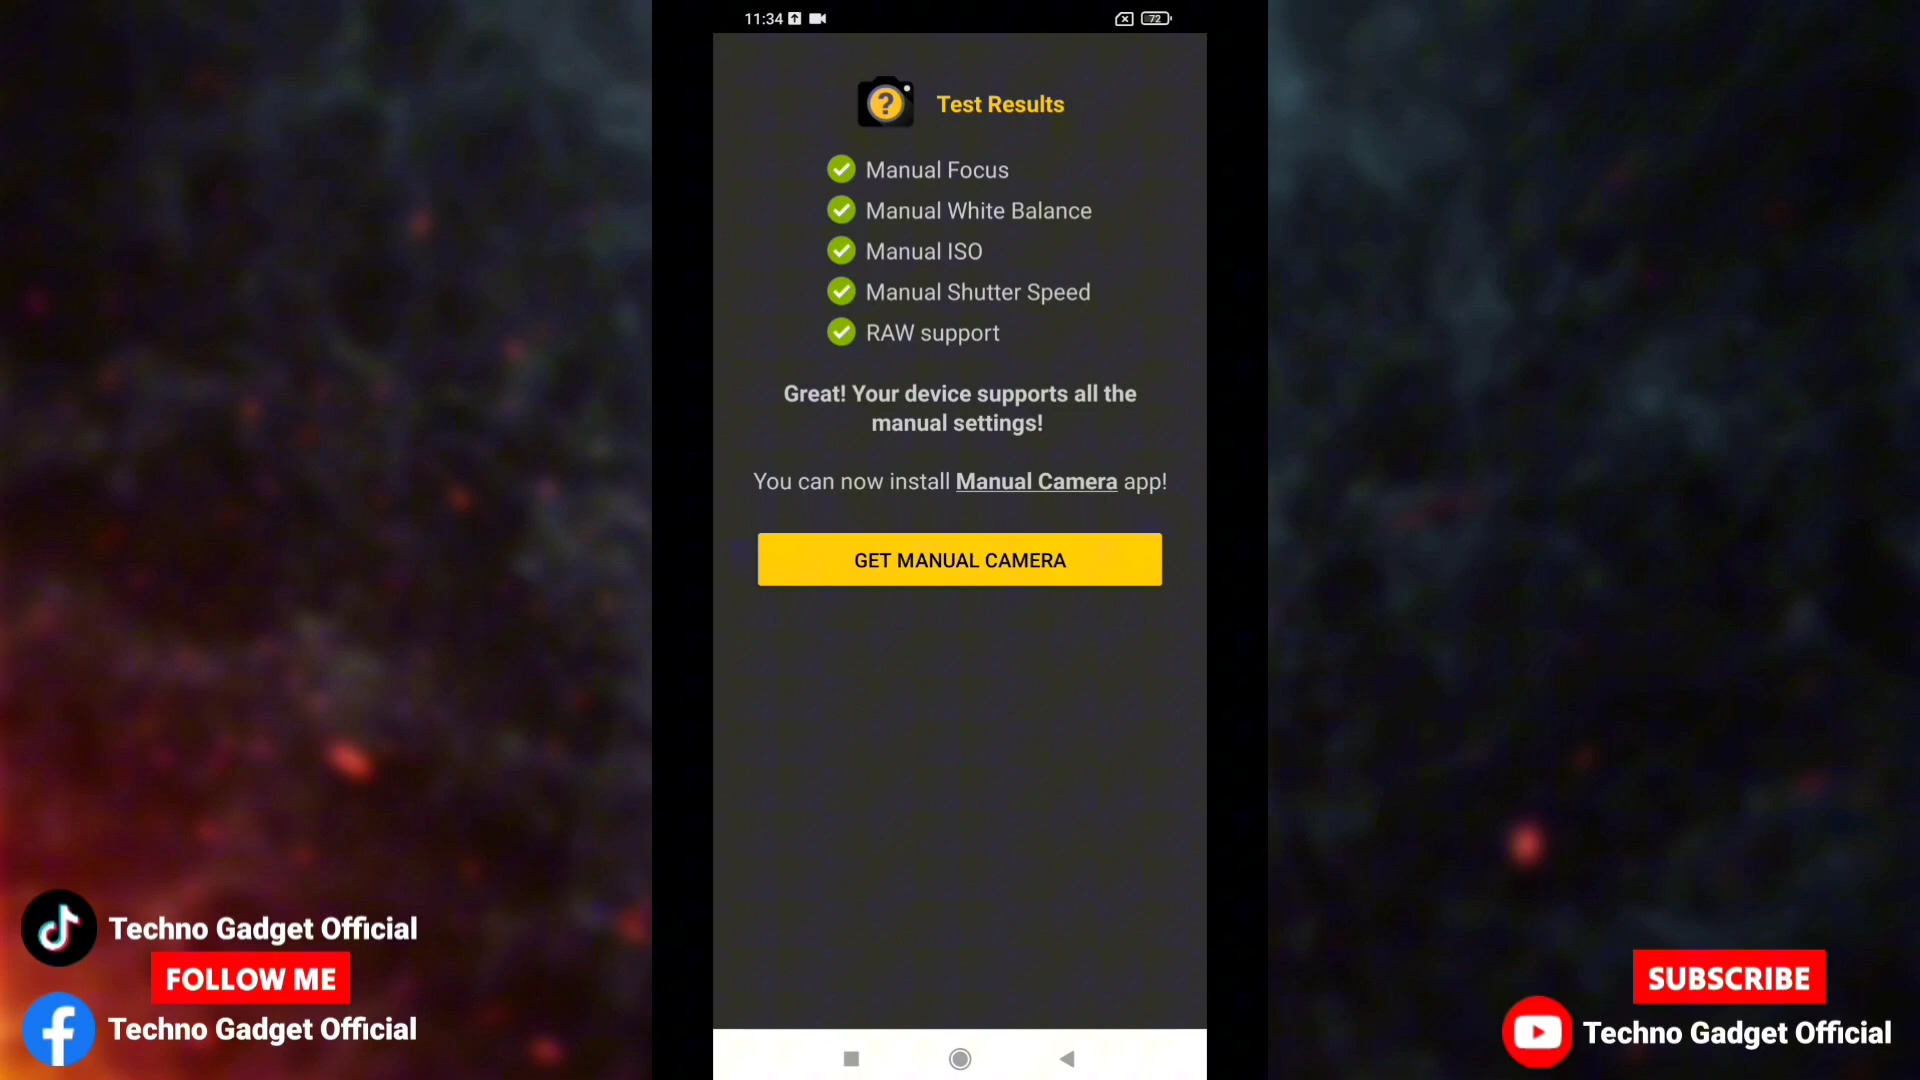 11:34
72
? Test Results
Manual Focus
Manual White Balance
Manual ISO
Manual Shutter Speed
RAW support
Great! Your device supports all the
manual settings!
You can now install Manual Camera app!
GET MANUAL CAMERA
Techno Gadget Official
FOLLOW ME
Techno Gadget Official
SUBSCRIBE
Techno Gadget Official